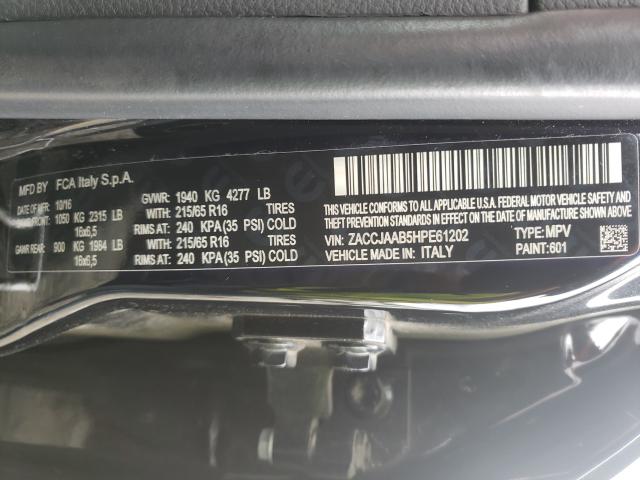 MFD BY FCA Italy S.p.A.
DATE OF MFR 10/16 GVWR: 1940 KG 4277 LB
GAWR FRONT: 1050 KG 2315 LB WITH: 215/65 R16 TIRES
16x6,5 RIMS AT: 240 KPA (35 PSI) COLD
GAWR REAR: 900 KG 1984 LB WITH: 215/65 R16 TIRES
16x6,5 RIMS AT: 240 KPA (35 PSI) COLD
THIS VEHICLE CONFORMS TO ALL APPLICABLE U.S.A. FEDERAL MOTOR VEHICLE SAFETY AND
THEFT PREVENTION STANDARDS IN EFFECT ON THE DATE OF MANUFACTURE SHOWN ABOVE.
VIN: ZACCJAAB5HPE61202 TYPE: MPV
VEHICLE MADE IN: ITALY PAINT: 601